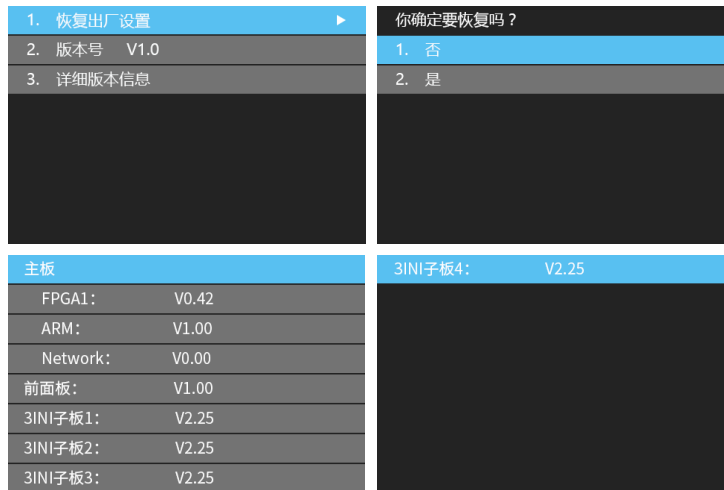 1. 恢复出厂设置
2. 版本号 V1.0
3. 详细版本信息
你确定要恢复吗？
1. 否
2. 是
主板
FPGA1： V0.42
ARM： V1.00
Network： V0.00
前面板： V1.00
3INI子板1： V2.25
3INI子板2： V2.25
3INI子板3： V2.25
3INI子板4： V2.25